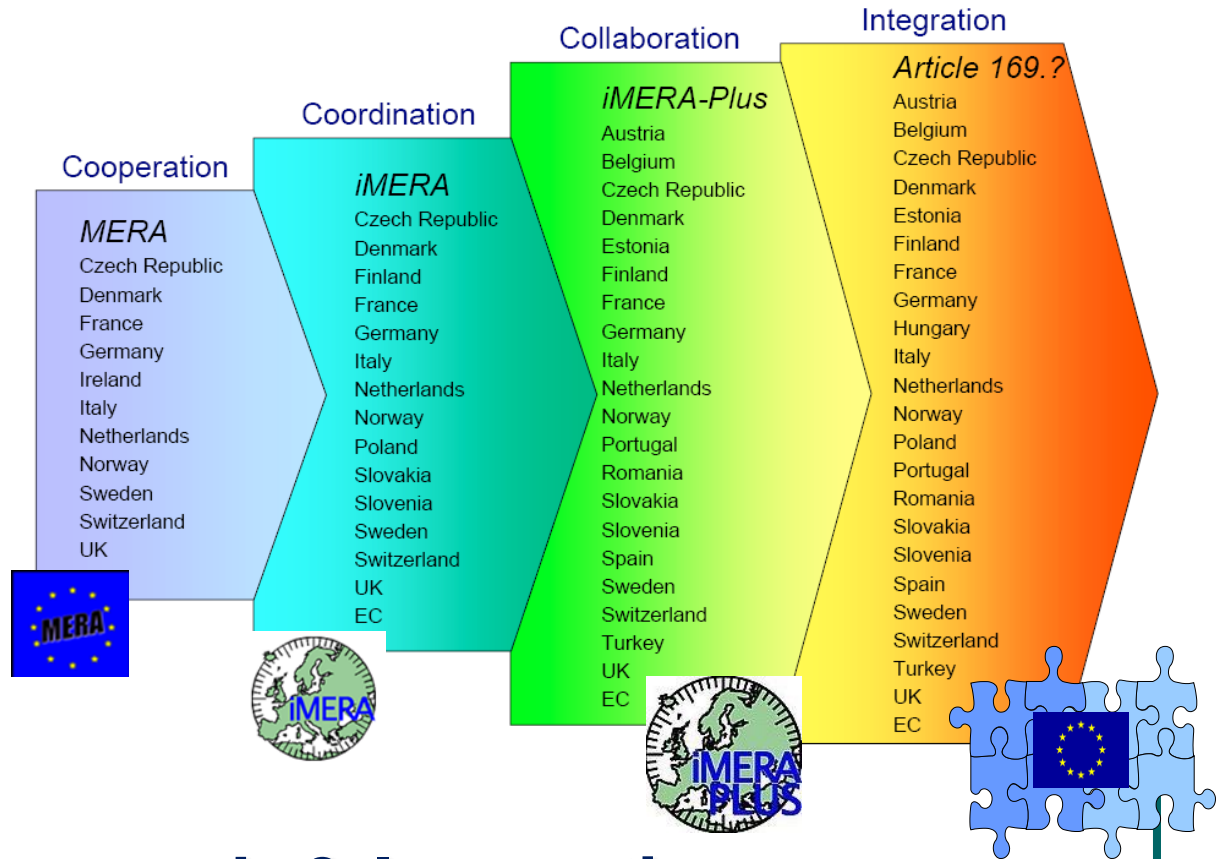 Cooperation
MERA
Czech Republic
Denmark
France
Germany
Ireland
Italy
Netherlands
Norway
Sweden
Switzerland
UK
MERA
Coordination
iMERA
Czech Republic
Denmark
Finland
France
Germany
Italy
Netherlands
Norway
Poland
Slovakia
Slovenia
Sweden
Switzerland
UK
EC
iMERA
Collaboration
iMERA-Plus
Austria
Belgium
Czech Republic
Denmark
Estonia
Finland
France
Germany
Italy
Netherlands
Norway
Portugal
Romania
Slovakia
Slovenia
Spain
Sweden
Switzerland
Turkey
UK
EC
iMERA
PLUS
Integration
Article 169.?
Austria
Belgium
Czech Republic
Denmark
Estonia
Finland
France
Germany
Hungary
Italy
Netherlands
Norway
Poland
Portugal
Romania
Slovakia
Slovenia
Spain
Sweden
Switzerland
Turkey
UK
EC